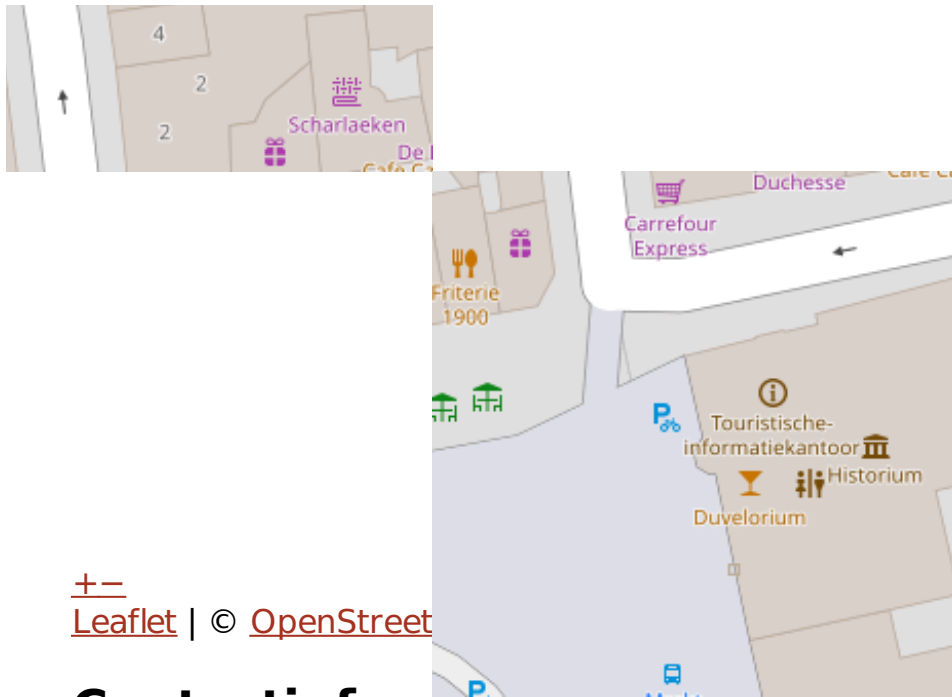 4
2
2
Scharlaeken
De
Duchesse
Carrefour
Express
Friterie
1900
Touristische-
informatiekantoor
Historium
Duvelorium
+−
Leaflet | © OpenStreet